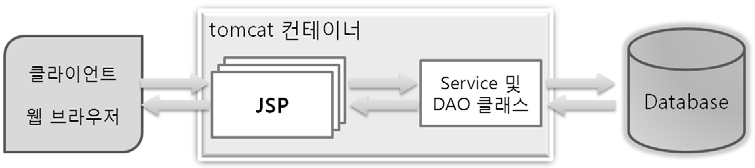 tomcat 컨테이너
클라이언트
웹 브라우저
JSP
Service 및
DAO 클래스
Database